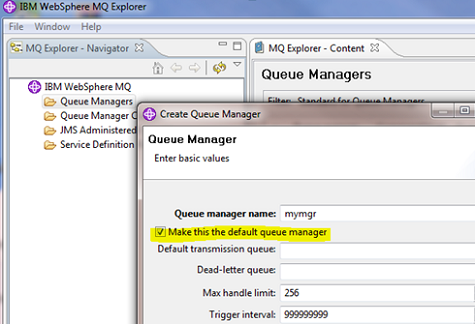 IBM WebSphere MQ Explorer
File Window Help
MQ Explorer - Navigator
MQ Explorer - Content
IBM WebSphere MQ
Queue Managers
Queue Manager C
JMS Administered
Service Definition
Queue Managers
Filter: Standard for Queue Managers
Create Queue Manager
Queue Manager
Enter basic values
Queue manager name: mymgr
Make this the default queue manager
Default transmission queue:
Dead-letter queue:
Max handle limit: 256
Trigger interval: 999999999